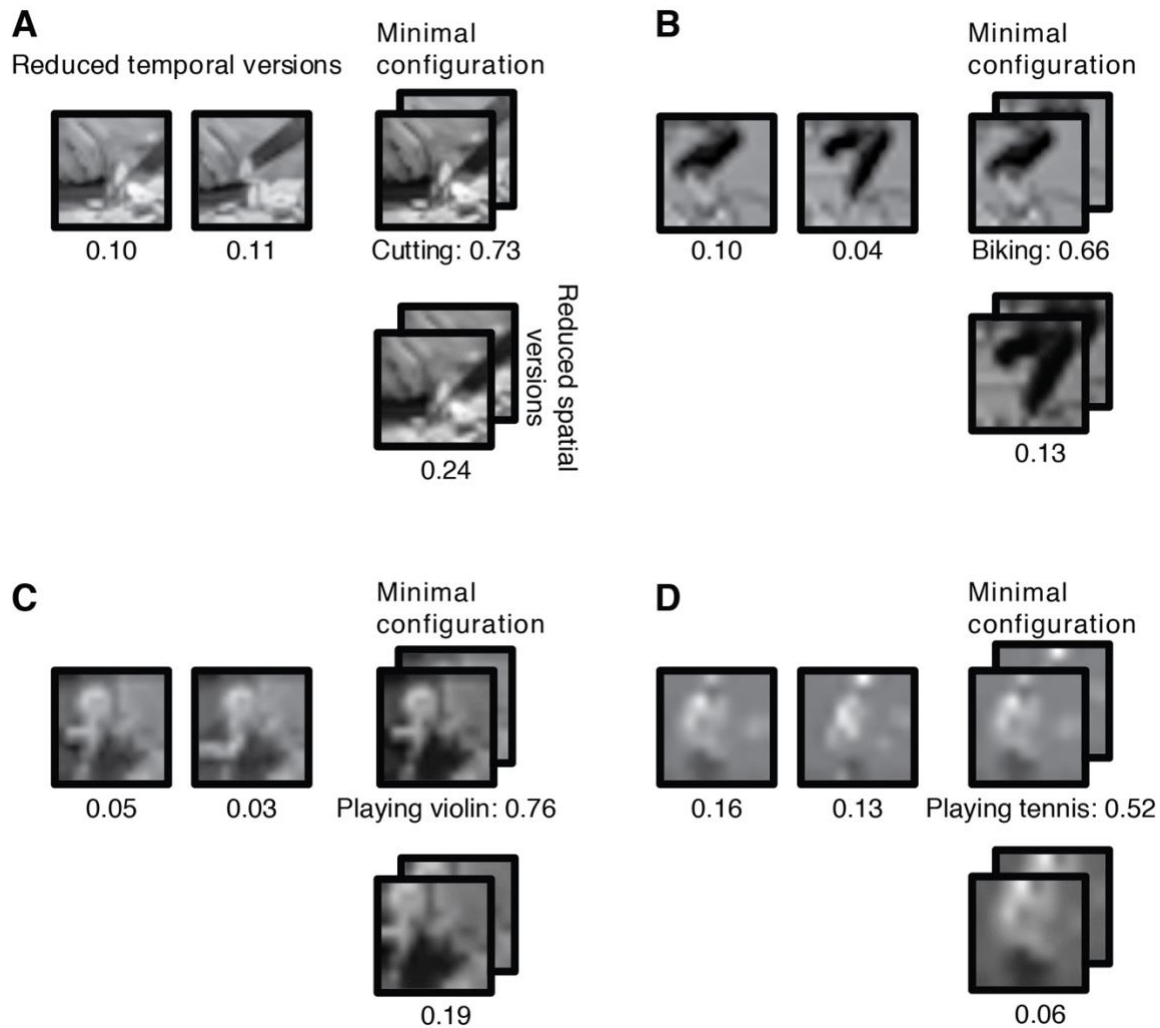 A
Reduced temporal versions
Minimal
configuration
0.10
0.11
Cutting: 0.73
Reduced spatial
versions
0.24
B
Minimal
configuration
0.10
0.04
Biking: 0.66
0.13
C
Minimal
configuration
0.05
0.03
Playing violin: 0.76
0.19
D
Minimal
configuration
0.16
0.13
Playing tennis: 0.52
0.06